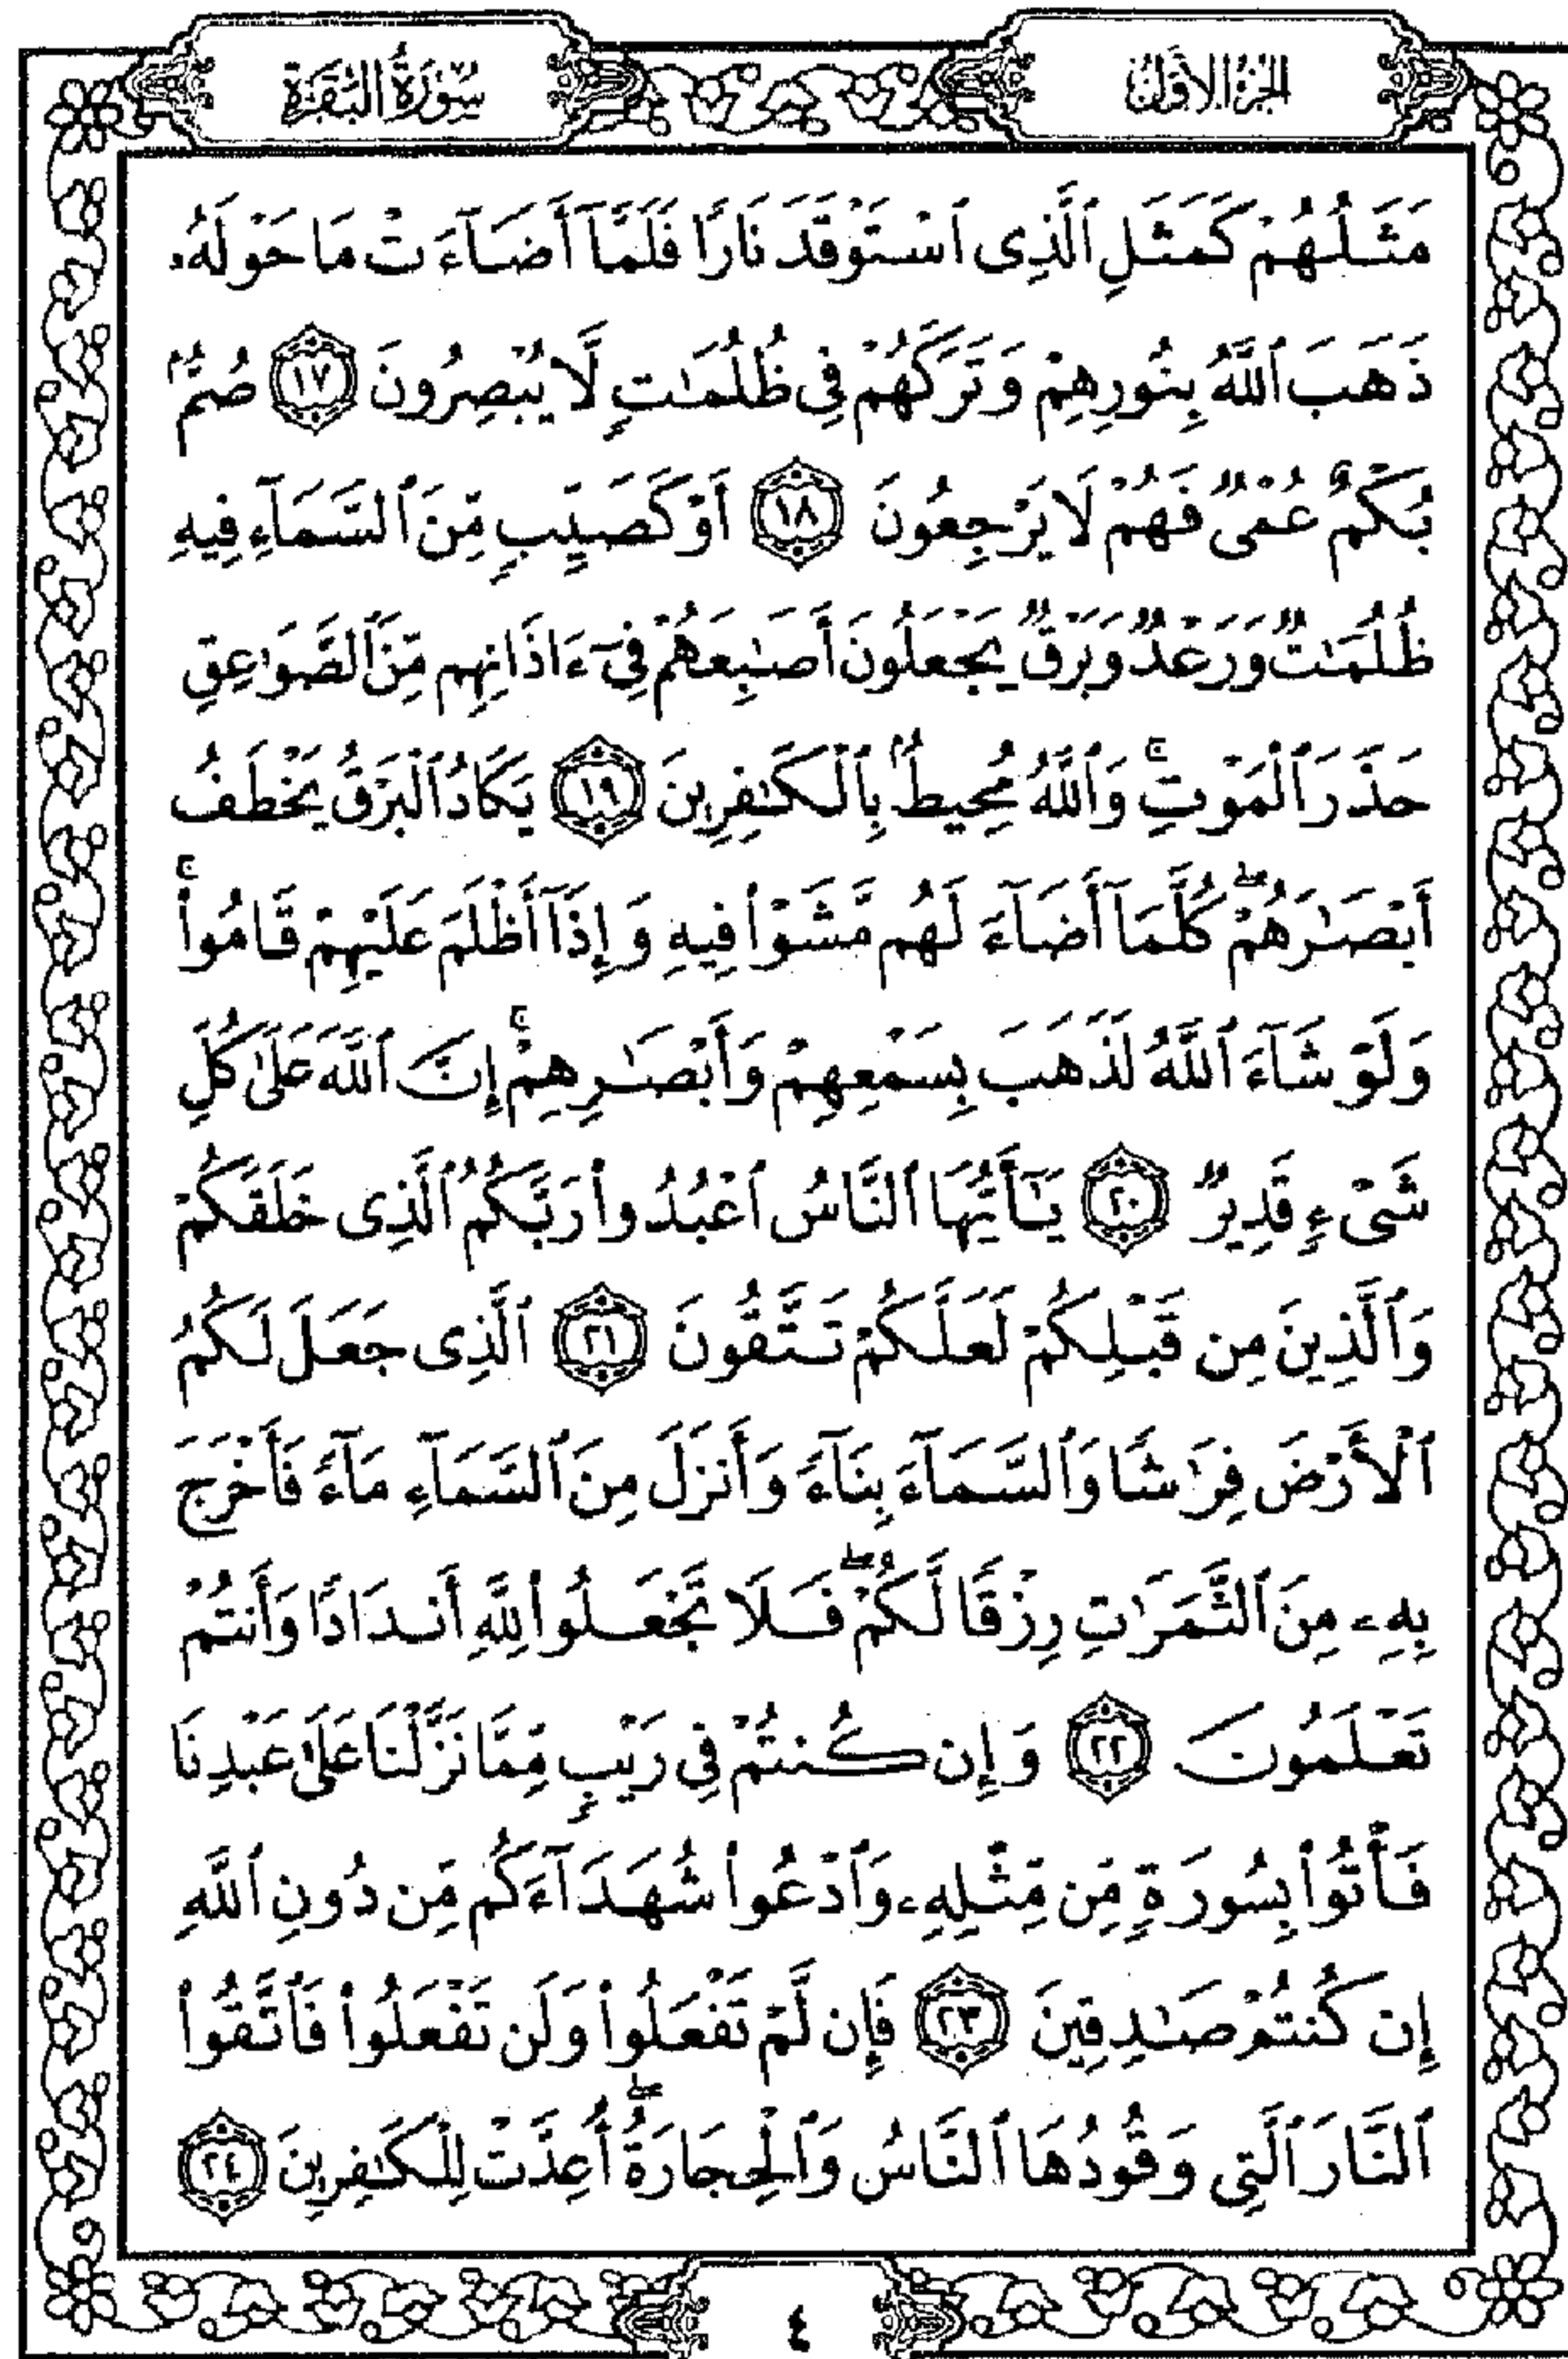 الجزء الأول
سورة البقرة
مَثَلُهُمْ كَمَثَلِ ٱلَّذِى ٱسْتَوْقَدَ نَارًا فَلَمَّآ أَضَآءَتْ مَا حَوْلَهُۥ
ذَهَبَ ٱللَّهُ بِنُورِهِمْ وَتَرَكَهُمْ فِى ظُلُمَـٰتٍ لَّا يُبْصِرُونَ ١٧ صُمٌّۢ
بُكْمٌ عُمْىٌ فَهُمْ لَا يَرْجِعُونَ ١٨ أَوْ كَصَيِّبٍ مِّنَ ٱلسَّمَآءِ فِيهِ
ظُلُمَـٰتٌ وَرَعْدٌ وَبَرْقٌ يَجْعَلُونَ أَصَـٰبِعَهُمْ فِىٓ ءَاذَانِهِم مِّنَ ٱلصَّوَٰعِقِ
حَذَرَ ٱلْمَوْتِ ۚ وَٱللَّهُ مُحِيطٌۢ بِٱلْكَـٰفِرِينَ ١٩ يَكَادُ ٱلْبَرْقُ يَخْطَفُ
أَبْصَـٰرَهُمْ ۖ كُلَّمَآ أَضَآءَ لَهُم مَّشَوْا۟ فِيهِ وَإِذَآ أَظْلَمَ عَلَيْهِمْ قَامُوا۟ ۚ
وَلَوْ شَآءَ ٱللَّهُ لَذَهَبَ بِسَمْعِهِمْ وَأَبْصَـٰرِهِمْ ۚ إِنَّ ٱللَّهَ عَلَىٰ كُلِّ
شَىْءٍ قَدِيرٌ ٢٠ يَـٰٓأَيُّهَا ٱلنَّاسُ ٱعْبُدُوا۟ رَبَّكُمُ ٱلَّذِى خَلَقَكُمْ
وَٱلَّذِينَ مِن قَبْلِكُمْ لَعَلَّكُمْ تَتَّقُونَ ٢١ ٱلَّذِى جَعَلَ لَكُمُ
ٱلْأَرْضَ فِرَٰشًا وَٱلسَّمَآءَ بِنَآءً وَأَنزَلَ مِنَ ٱلسَّمَآءِ مَآءً فَأَخْرَجَ
بِهِۦ مِنَ ٱلثَّمَرَٰتِ رِزْقًا لَّكُمْ ۖ فَلَا تَجْعَلُوا۟ لِلَّهِ أَندَادًا وَأَنتُمْ
تَعْلَمُونَ ٢٢ وَإِن كُنتُمْ فِى رَيْبٍ مِّمَّا نَزَّلْنَا عَلَىٰ عَبْدِنَا
فَأْتُوا۟ بِسُورَةٍ مِّن مِّثْلِهِۦ وَٱدْعُوا۟ شُهَدَآءَكُم مِّن دُونِ ٱللَّهِ
إِن كُنتُمْ صَـٰدِقِينَ ٢٣ فَإِن لَّمْ تَفْعَلُوا۟ وَلَن تَفْعَلُوا۟ فَٱتَّقُوا۟
ٱلنَّارَ ٱلَّتِى وَقُودُهَا ٱلنَّاسُ وَٱلْحِجَارَةُ ۖ أُعِدَّتْ لِلْكَـٰفِرِينَ ٢٤
٤